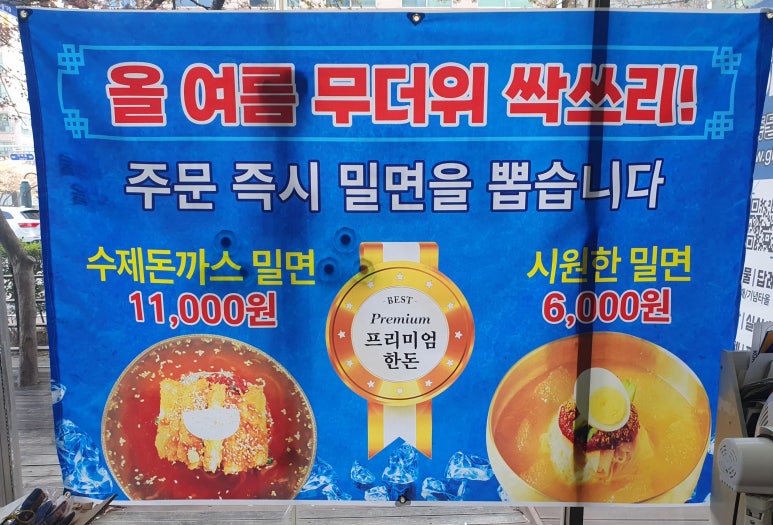 올 여름 무더위 싹쓰리!
주문 즉시 밀면을 뽑습니다
수제돈까스 밀면
11,000원
시원한 밀면
6,000원
- BEST -
Premium
프리미엄
한돈